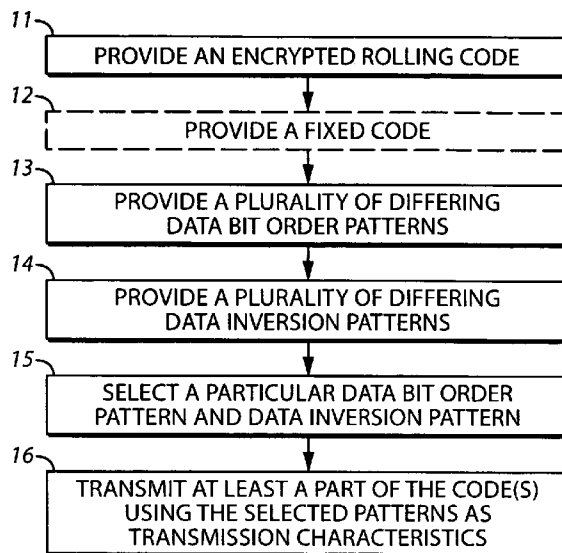 11
PROVIDE AN ENCRYPTED ROLLING CODE
12
PROVIDE A FIXED CODE
13
PROVIDE A PLURALITY OF DIFFERING
DATA BIT ORDER PATTERNS
14
PROVIDE A PLURALITY OF DIFFERING
DATA INVERSION PATTERNS
15
SELECT A PARTICULAR DATA BIT ORDER
PATTERN AND DATA INVERSION PATTERN
16
TRANSMIT AT LEAST A PART OF THE CODE(S)
USING THE SELECTED PATTERNS AS
TRANSMISSION CHARACTERISTICS